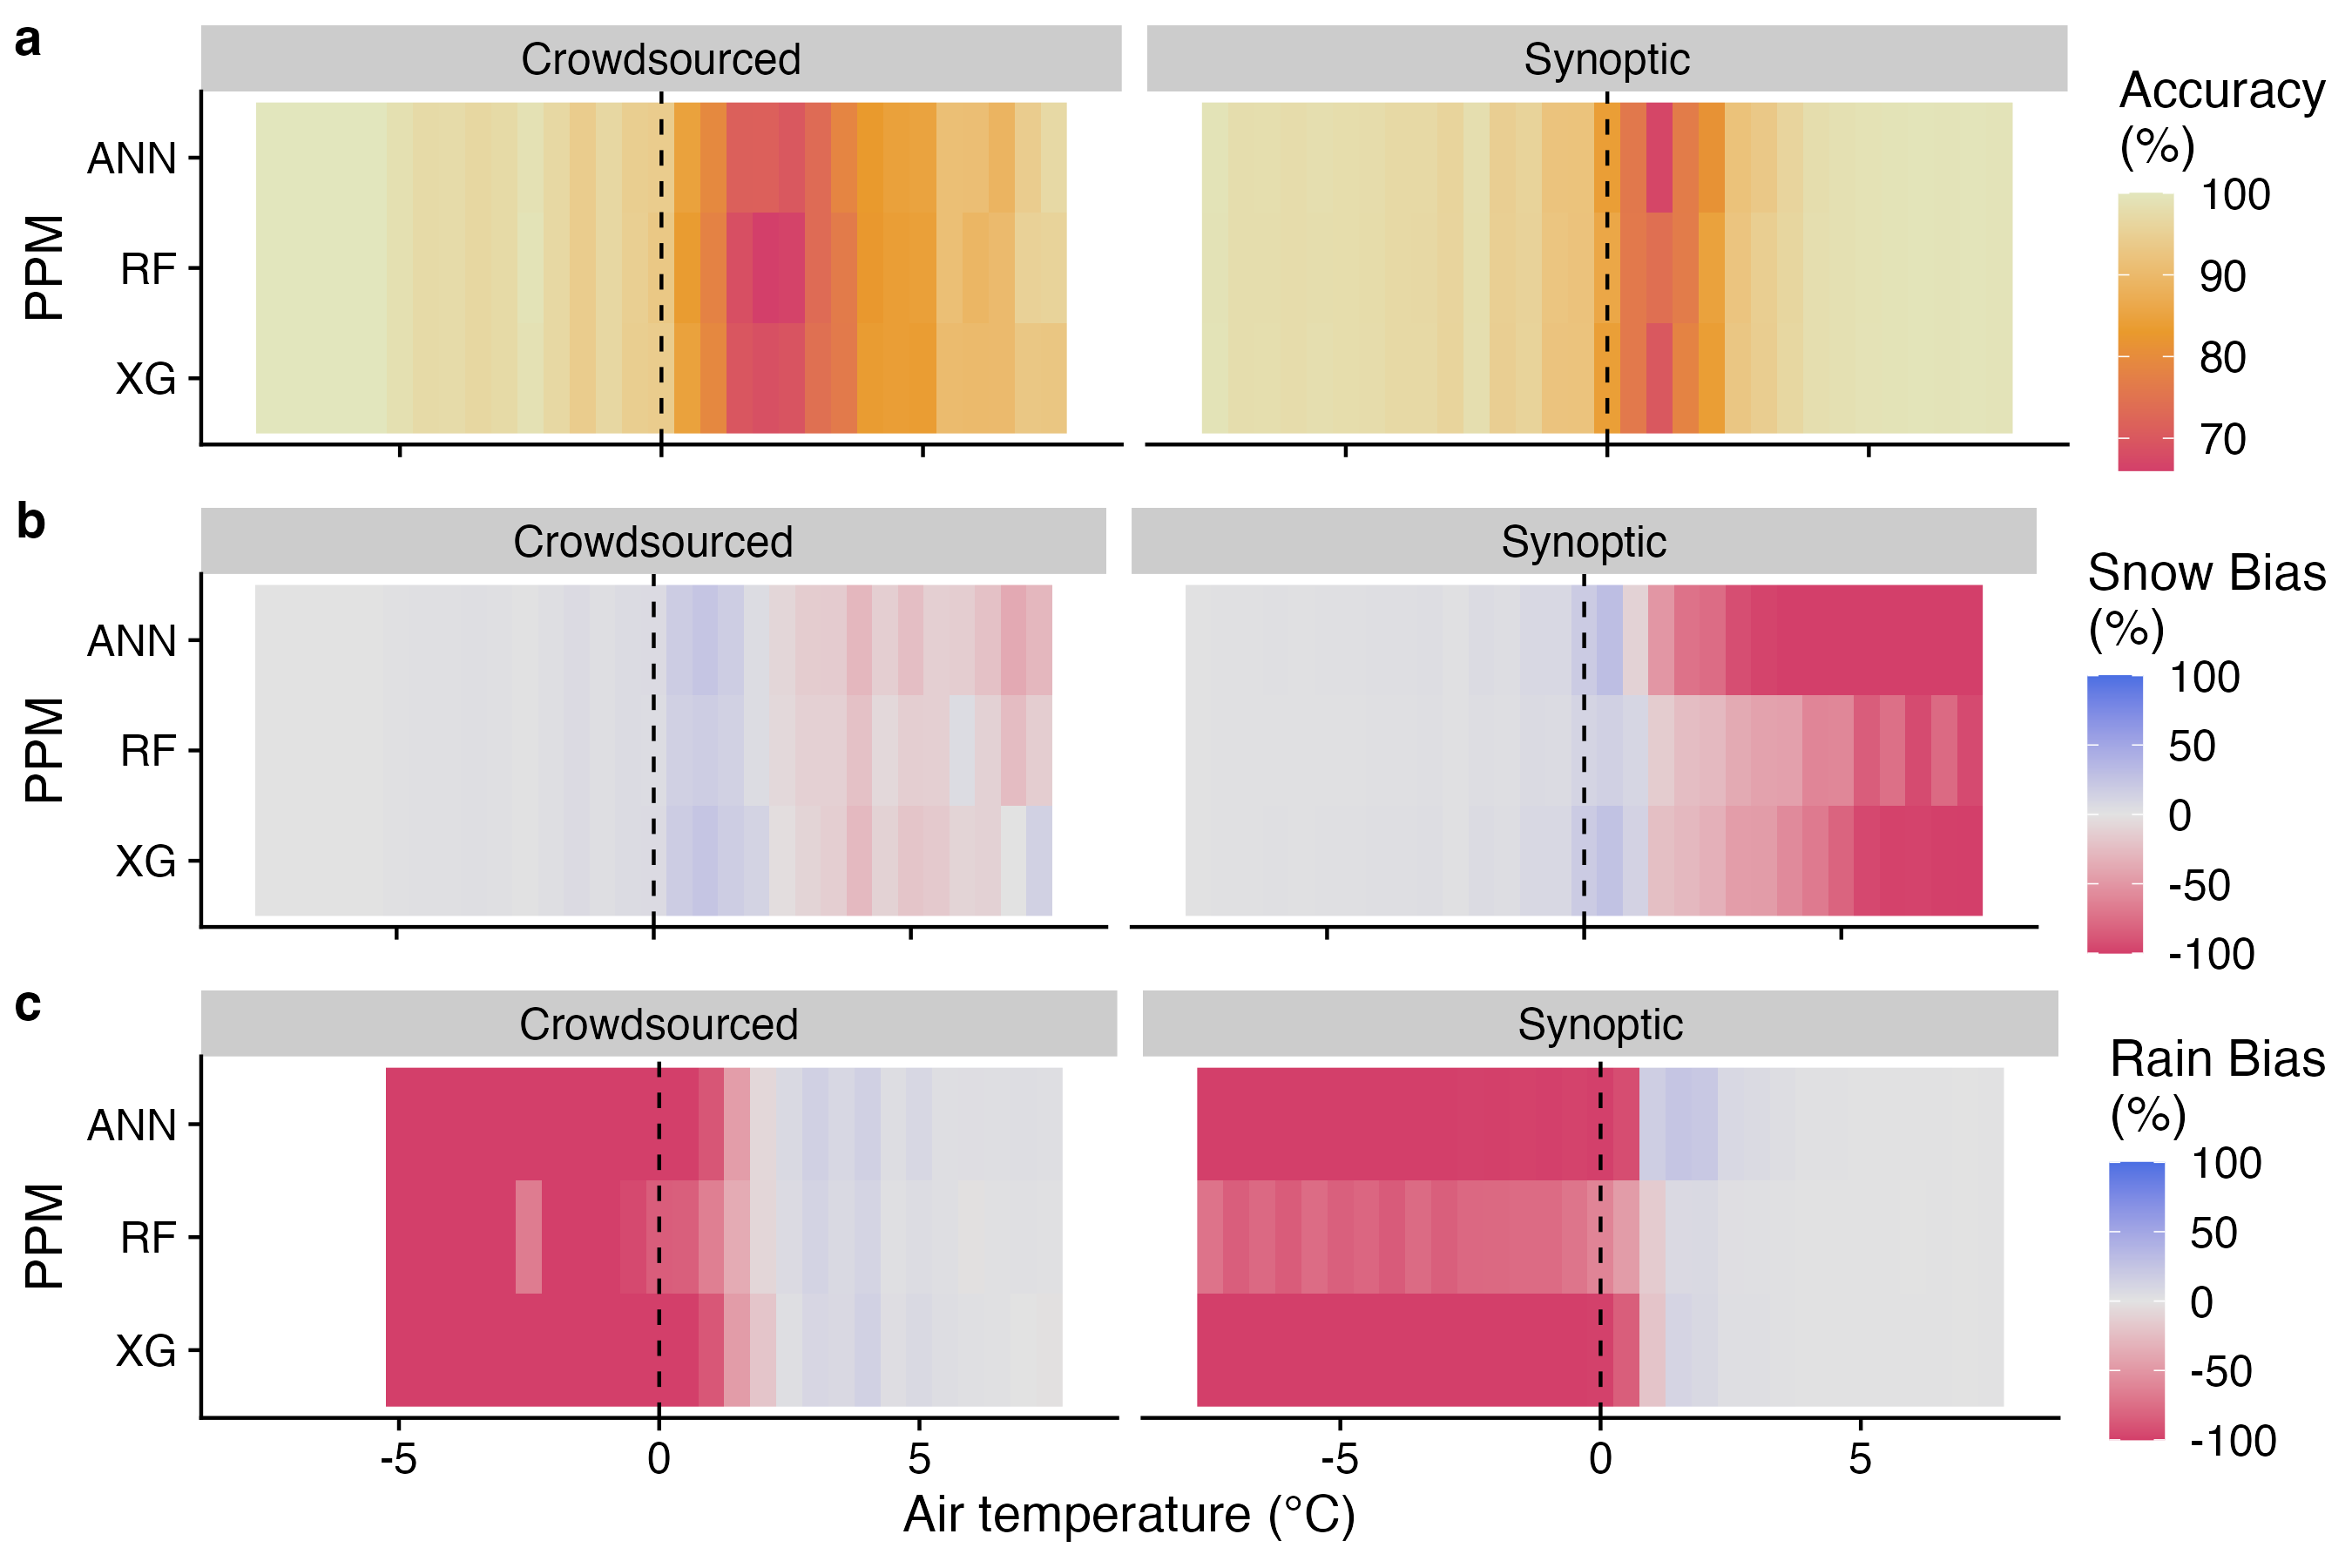 a
Crowdsourced
Synoptic
Accuracy
(%)
100
90
80
70
PPM
ANN
RF
XG
b
Crowdsourced
Synoptic
Snow Bias
(%)
100
50
0
-50
-100
PPM
ANN
RF
XG
c
Crowdsourced
Synoptic
Rain Bias
(%)
100
50
0
-50
-100
PPM
ANN
RF
XG
-5 0 5
-5 0 5
Air temperature (°C)